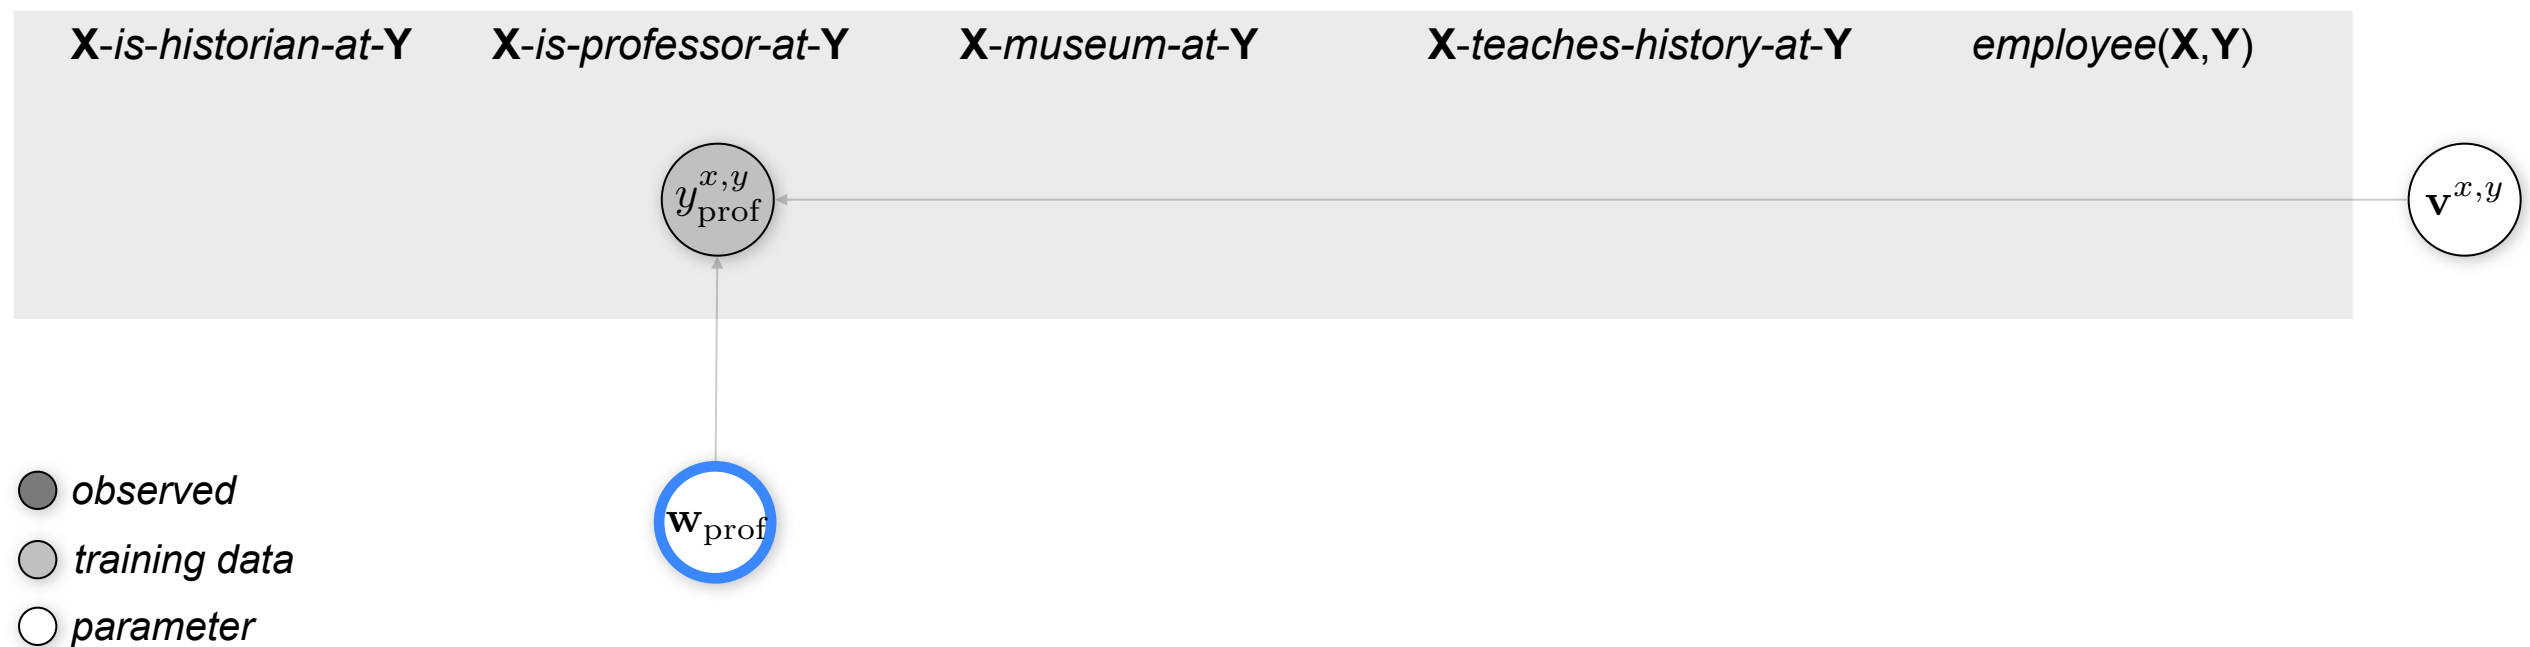 X-is-historian-at-Y X-is-professor-at-Y X-museum-at-Y X-teaches-history-at-Y employee(X,Y)
y_{prof}^{x,y} v^{x,y}
observed
w_{prof}
training data
parameter